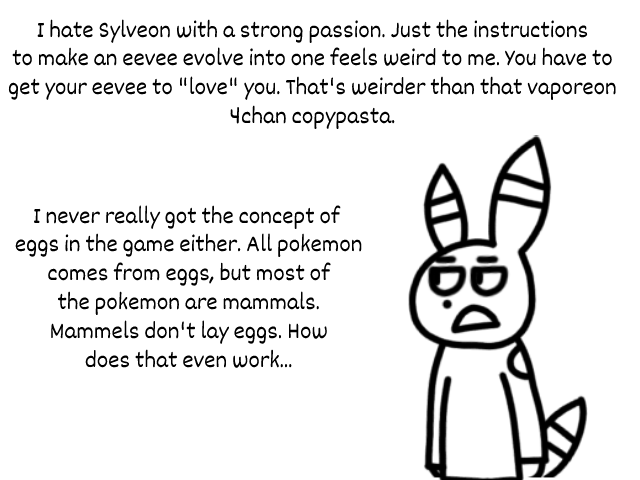 I hate Sylveon with a strong passion. Just the instructions
to make an eevee evolve into one feels weird to me. You have to
get your eevee to "love" you. That's weirder than that vaporeon
4chan copypasta.
I never really got the concept of
eggs in the game either. All pokemon
comes from eggs, but most of
the pokemon are mammals.
Mammels don't lay eggs. How
does that even work...